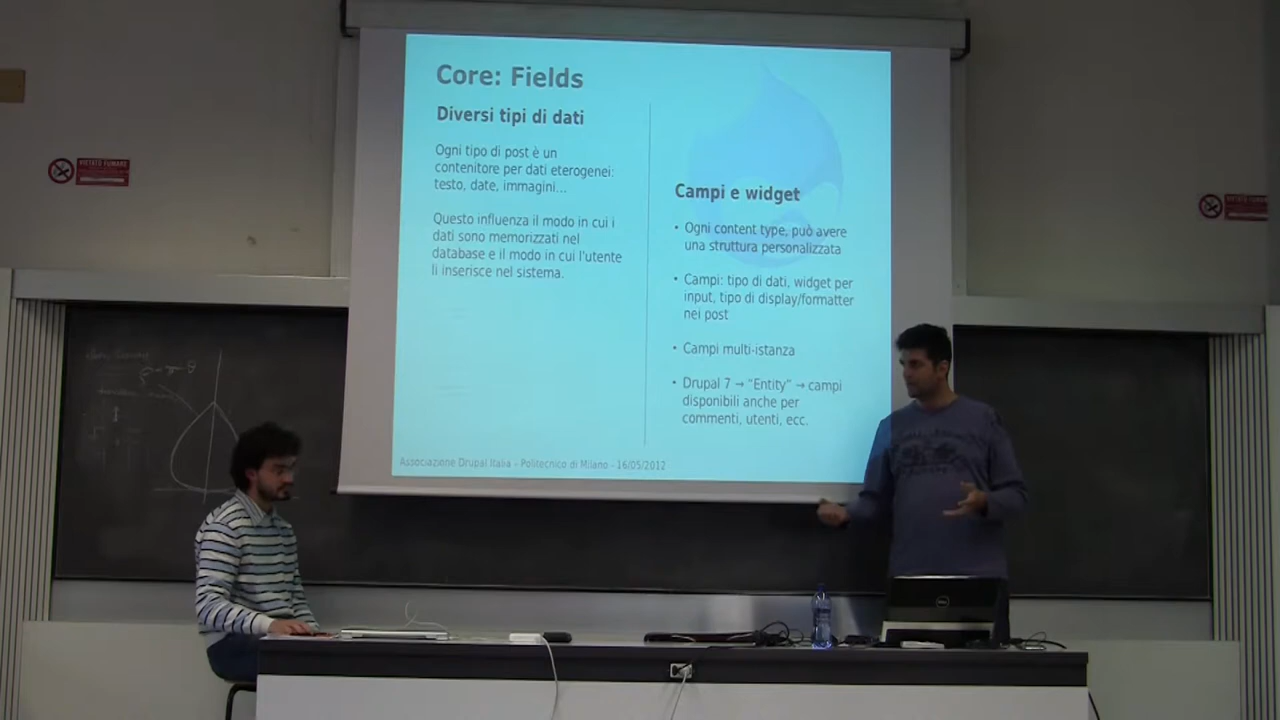 Core: Fields
Diversi tipi di dati
Ogni tipo di post è un
contenitore per dati eterogenei:
testo, date, immagini...
Questo influenza il modo in cui i
dati sono memorizzati nel
database e il modo in cui l'utente
li inserisce nel sistema.
Campi e widget
• Ogni content type, può avere
una struttura personalizzata
• Campi: tipo di dati, widget per
input, tipo di display/formatter
nei post
• Campi multi-istanza
• Drupal 7 → "Entity" → campi
disponibili anche per
commenti, utenti, ecc.
Associazione Drupal Italia - Politecnico di Milano - 16/05/2012
VIETATO FUMARE
DELL